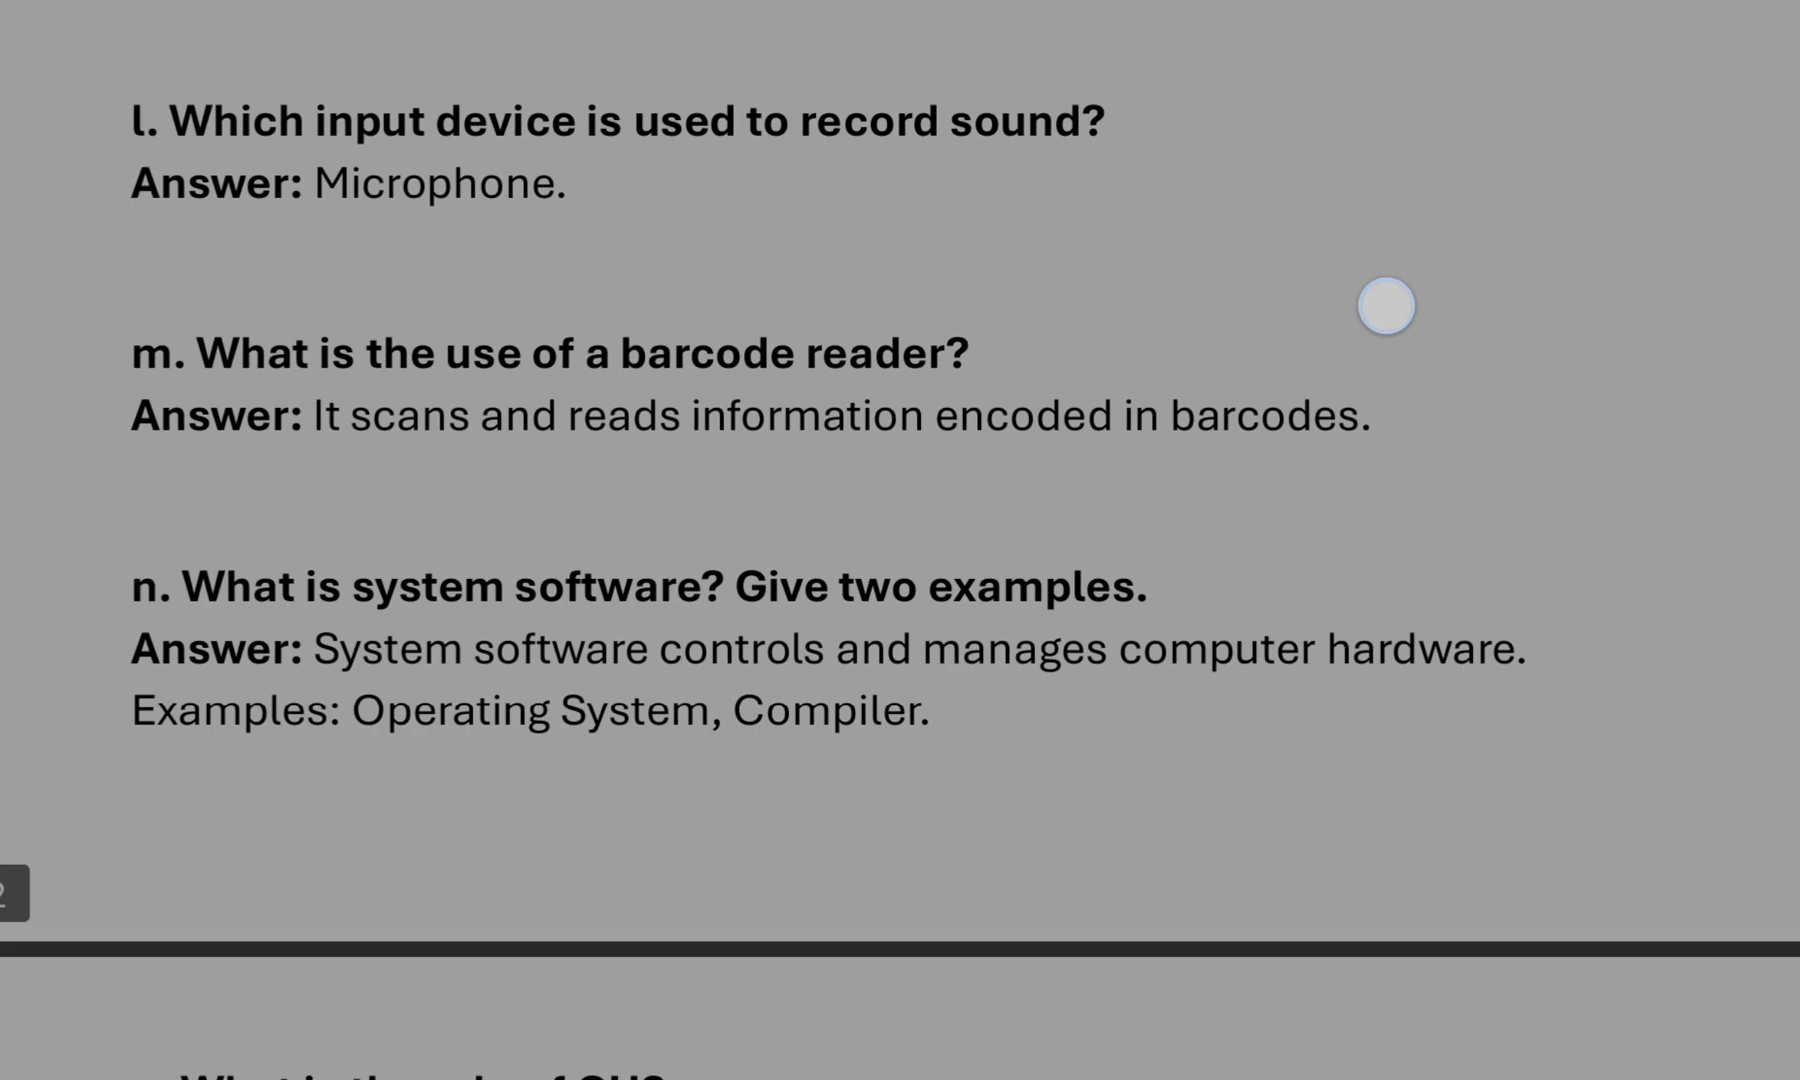 l. Which input device is used to record sound?
Answer: Microphone.
m. What is the use of a barcode reader?
Answer: It scans and reads information encoded in barcodes.
n. What is system software? Give two examples.
Answer: System software controls and manages computer hardware.
Examples: Operating System, Compiler.
2